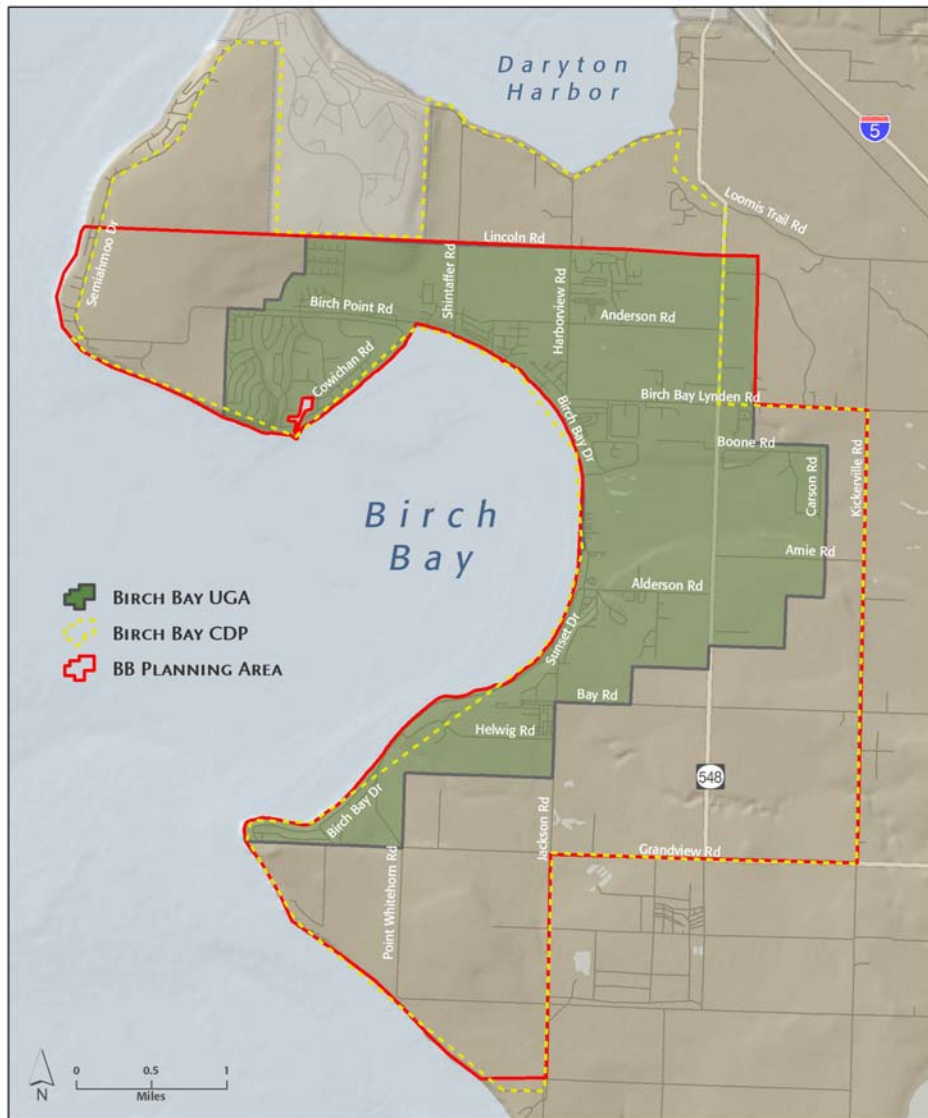 Daryton
Harbor
5
Loomis Trail Rd
Lincoln Rd
Semiahmoo Dr
Shintaffer Rd
Harborview Rd
Birch Point Rd
Anderson Rd
Cowichan Rd
Birch Bay Lynden Rd
Birch Bay Dr
Boone Rd
Carson Rd
Kickerville Rd
Birch
Bay
Amie Rd
Alderson Rd
BIRCH BAY UGA
BIRCH BAY CDP
BB PLANNING AREA
Sunset Dr
Bay Rd
Helwig Rd
548
Birch Bay Dr
Jackson Rd
Grandview Rd
Point Whitehorn Rd
N
0 0.5 1
Miles